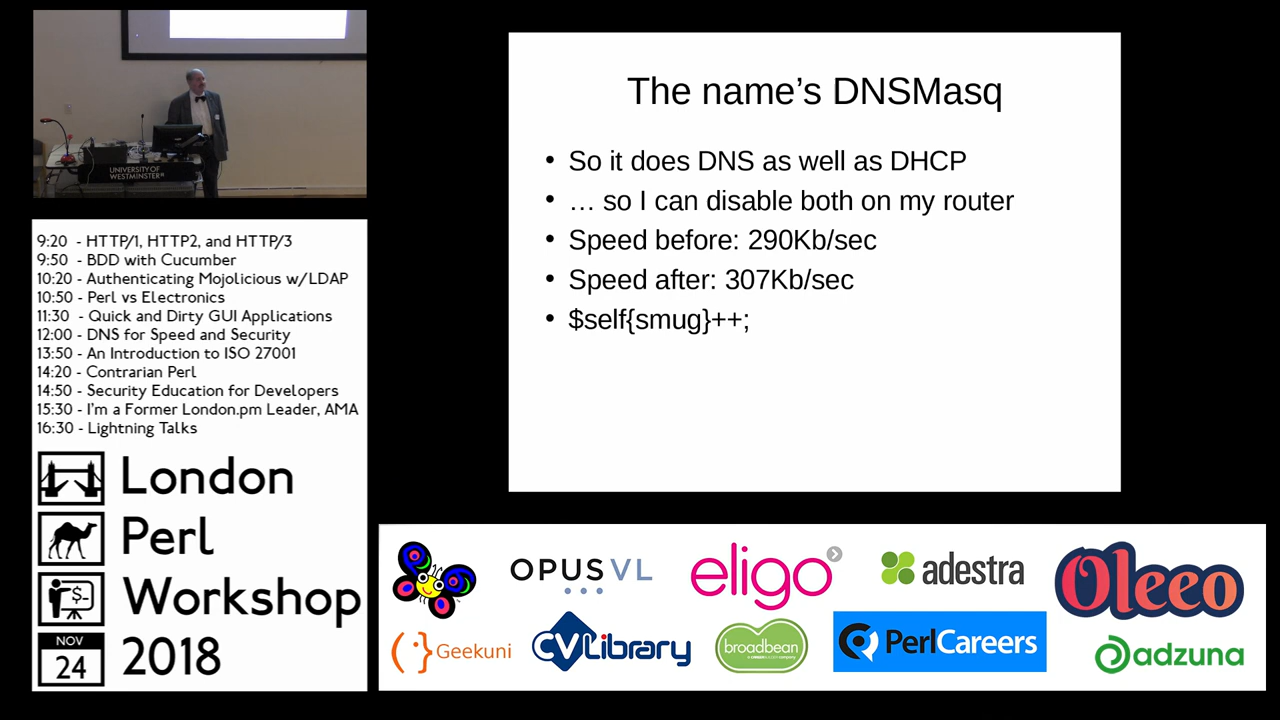 UNIVERSITY OF
WESTMINSTER
The name's DNSMasq
• So it does DNS as well as DHCP
• … so I can disable both on my router
• Speed before: 290Kb/sec
• Speed after: 307Kb/sec
• $self{smug}++;
9:20 - HTTP/1, HTTP2, and HTTP/3
9:50 - BDD with Cucumber
10:20 - Authenticating Mojolicious w/LDAP
10:50 - Perl vs Electronics
11:30 - Quick and Dirty GUI Applications
12:00 - DNS for Speed and Security
13:50 - An Introduction to ISO 27001
14:20 - Contrarian Perl
14:50 - Security Education for Developers
15:30 - I'm a Former London.pm Leader, AMA
16:30 - Lightning Talks
London
Perl
$-
Workshop
NOV
24
2018
OPUS VL
eligo
adestra
Oleeo
Geekuni
CVLibrary
broadbean
PerlCareers
adzuna